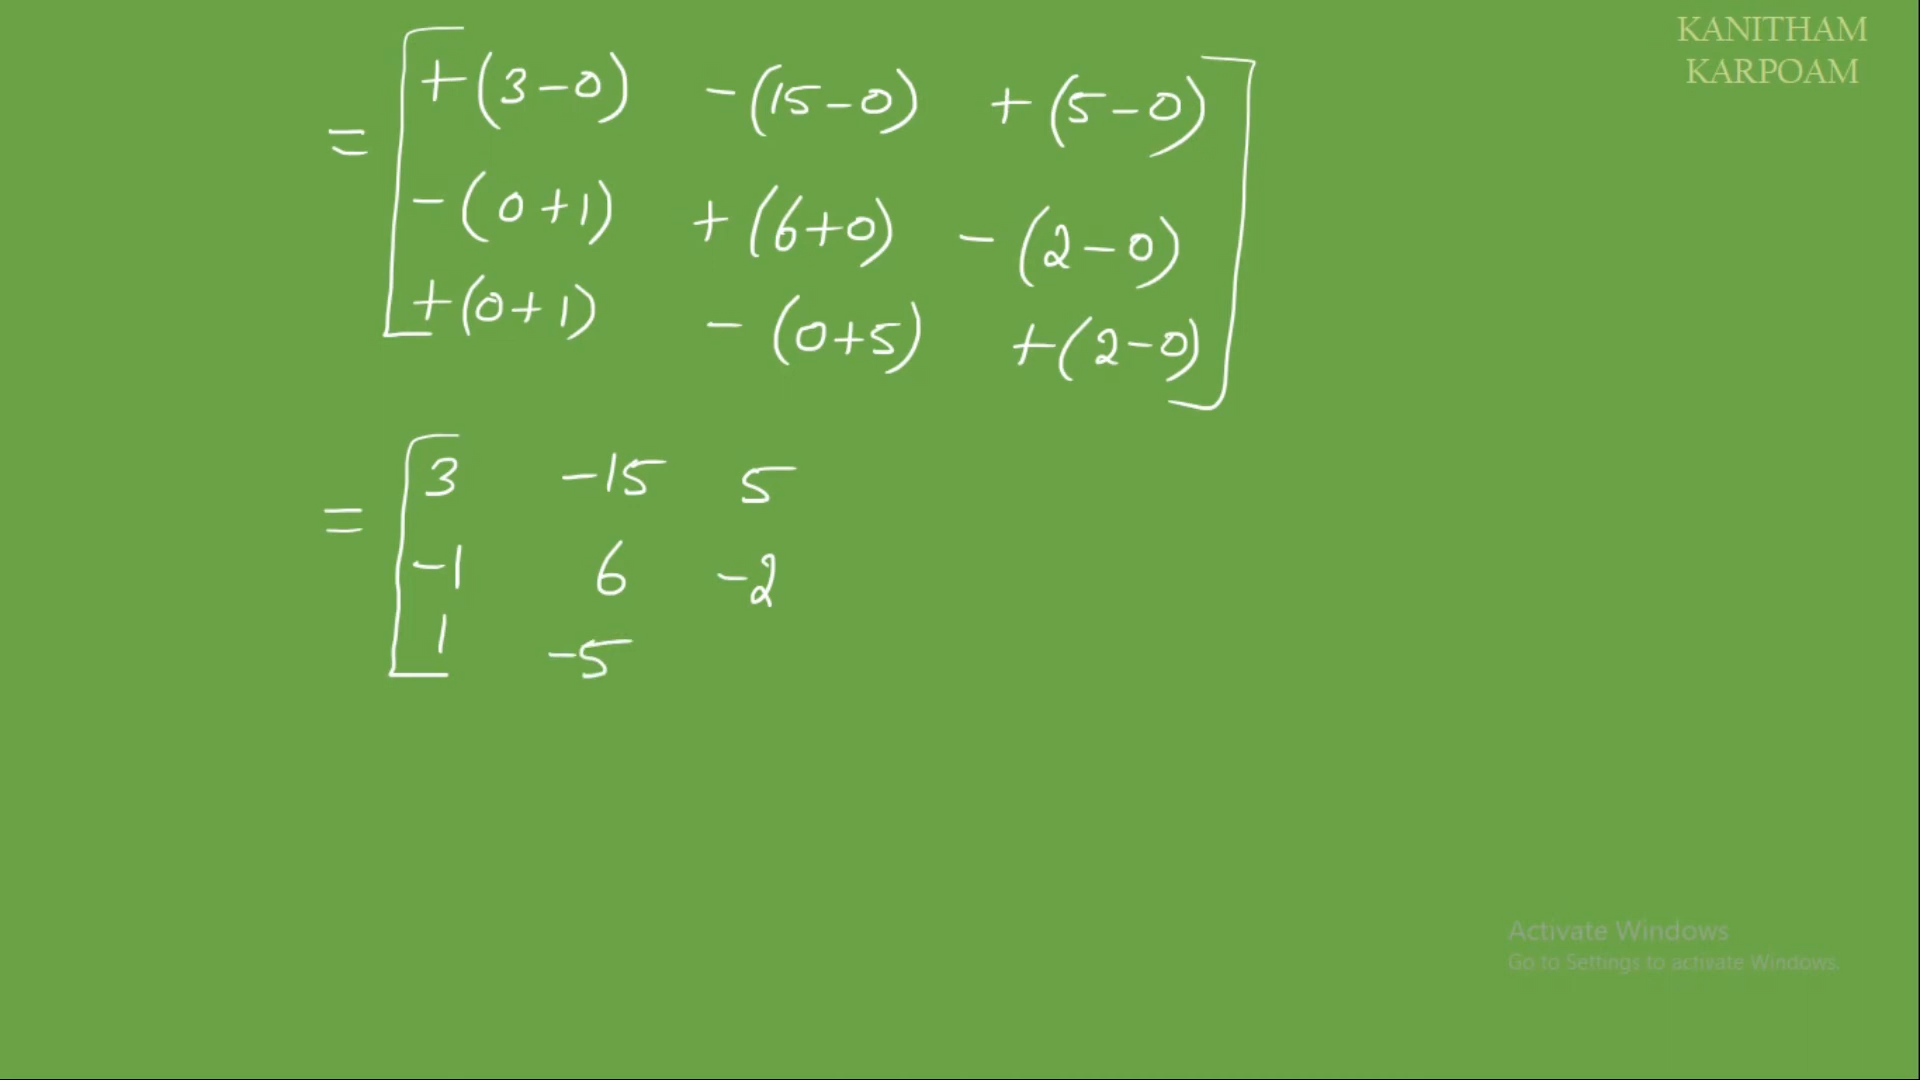 KANITHAM
KARPOAM
= [ +(3-0) -(15-0) +(5-0)
-(0+1) +(6+0) -(2-0)
+(0+1) -(0+5) +(2-0) ]
= [ 3 -15 5
-1 6 -2
1 -5
Activate Windows
Go to Settings to activate Windows.